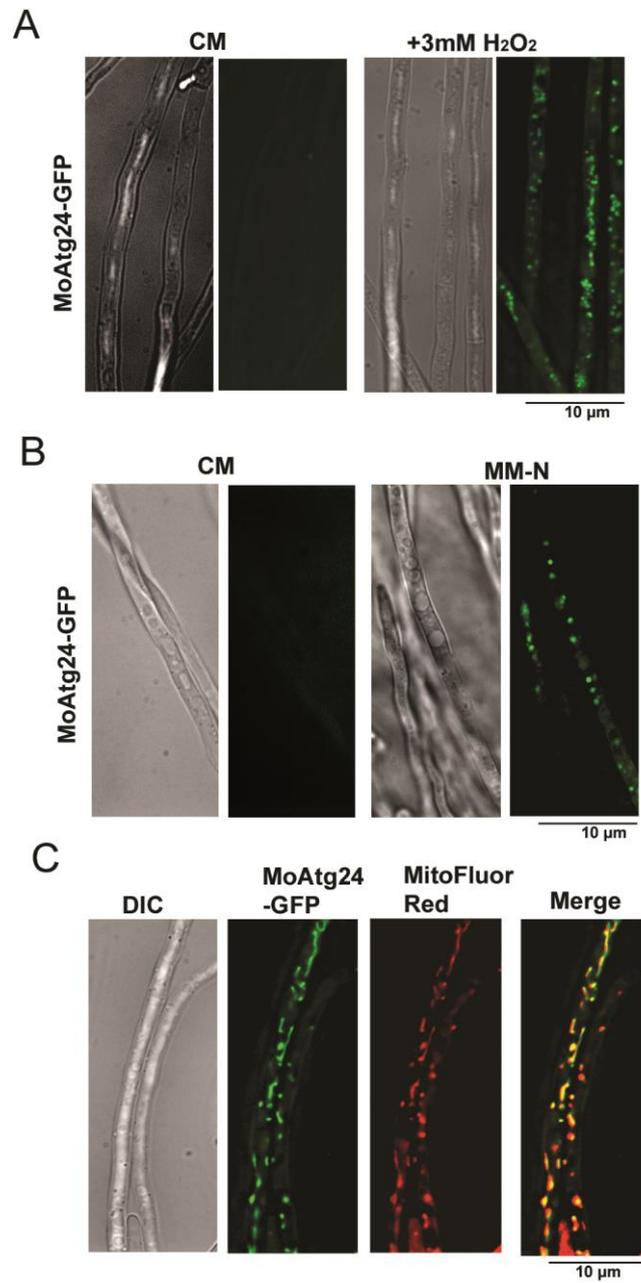 A
CM +3mM H₂O₂
MoAtg24-GFP
10 µm
B
CM MM-N
MoAtg24-GFP
10 µm
C
DIC
MoAtg24
-GFP
MitoFluor
Red
Merge
10 µm